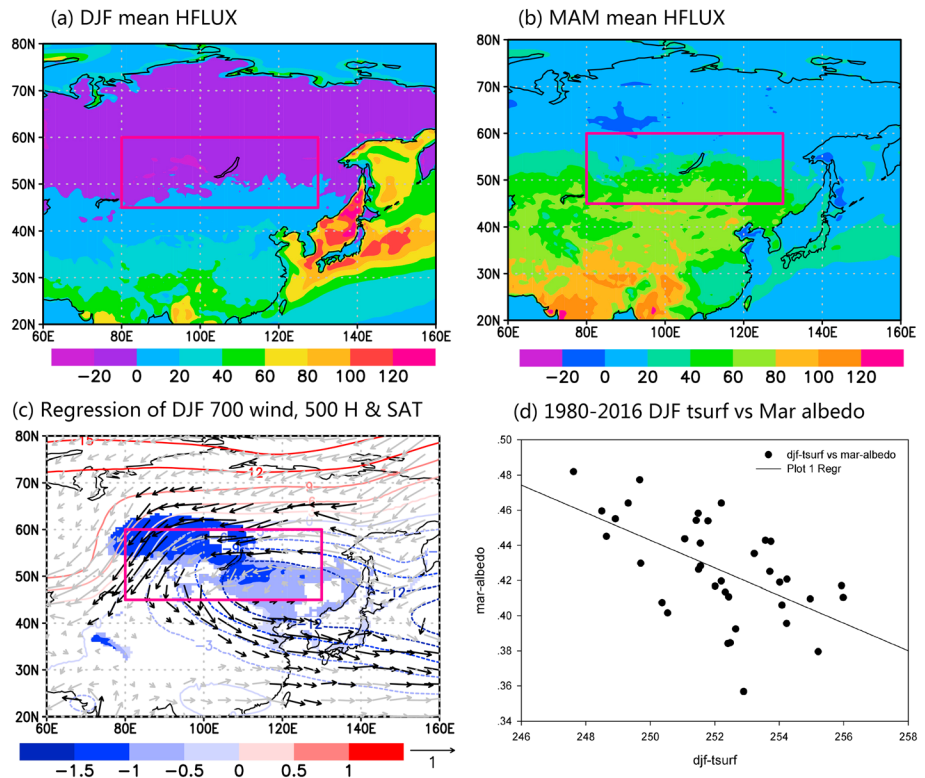 (a) DJF mean HFLUX
(b) MAM mean HFLUX
80N
70N
60N
50N
40N
30N
20N
60E 80E 100E 120E 140E 160E
−20 0 20 40 60 80 100 120
80N
70N
60N
50N
40N
30N
20N
60E 80E 100E 120E 140E 160E
−20 0 20 40 60 80 100 120
(c) Regression of DJF 700 wind, 500 H & SAT
(d) 1980-2016 DJF tsurf vs Mar albedo
80N
70N
60N
50N
40N
30N
20N
15
12
9
6
12
−12
−3
60E 80E 100E 120E 140E 160E
−1.5 −1 −0.5 0 0.5 1
1
.50
.48
.46
.44
.42
.40
.38
.36
.34
mar-albedo
djf-tsurf vs mar-albedo
Plot 1 Regr
246 248 250 252 254 256 258
djf-tsurf